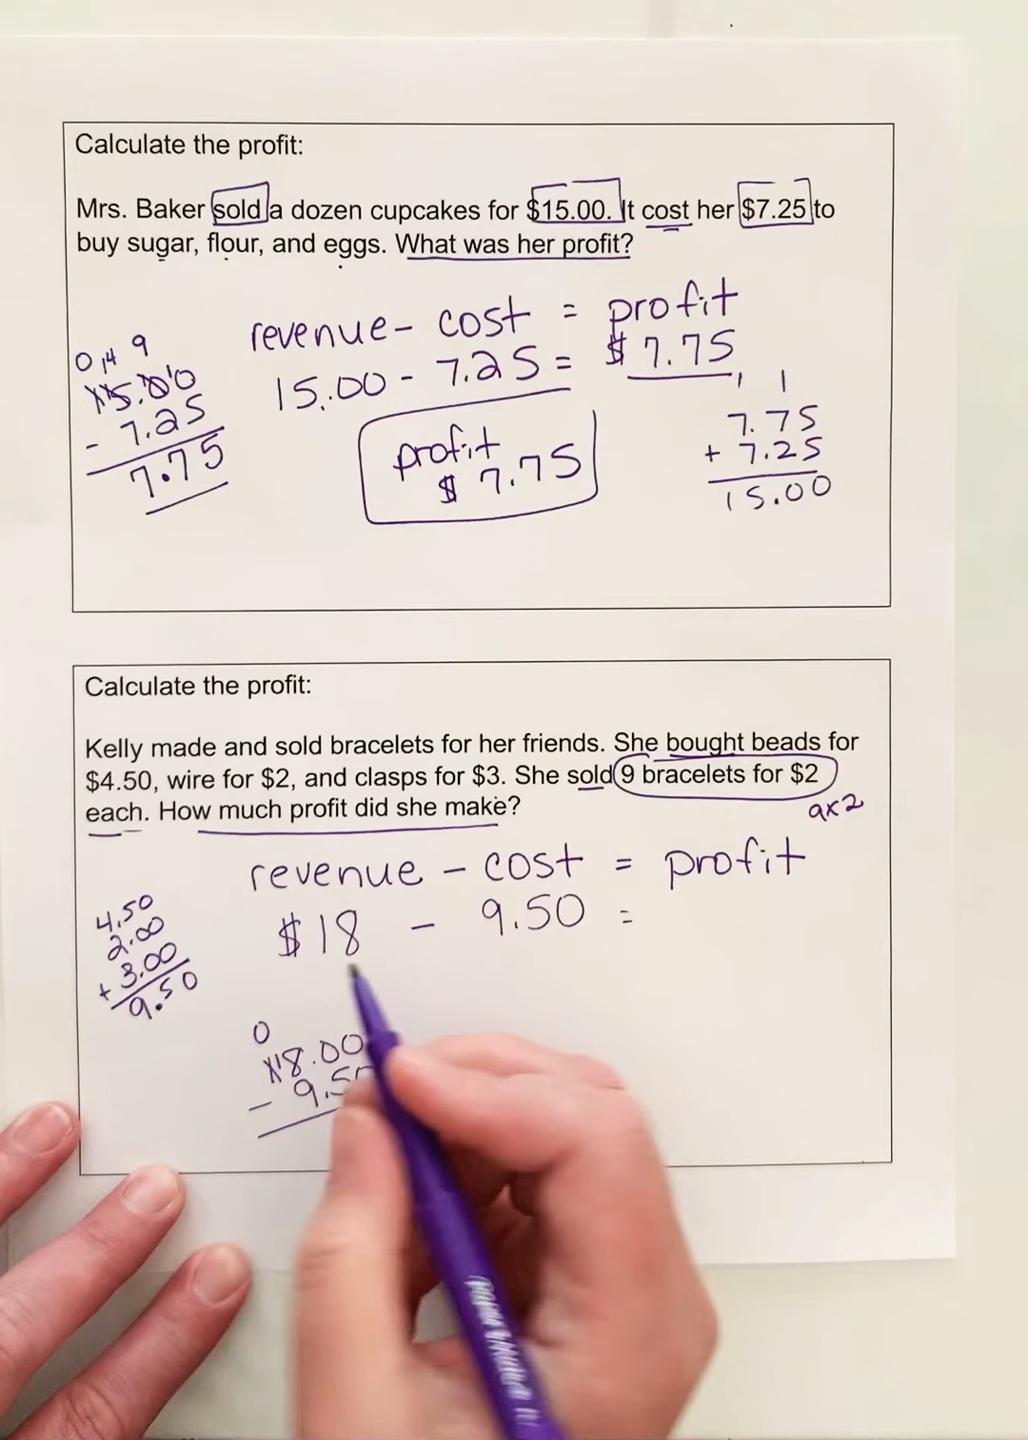 Calculate the profit:
Mrs. Baker sold a dozen cupcakes for $15.00. It cost her $7.25 to
buy sugar, flour, and eggs. What was her profit?
revenue - cost = profit
15.00 - 7.25 = $7.75
0 14 9
15.00
- 7.25
7.75
profit
$7.75
1 1
7.75
+ 7.25
15.00
Calculate the profit:
Kelly made and sold bracelets for her friends. She bought beads for
$4.50, wire for $2, and clasps for $3. She sold 9 bracelets for $2
each. How much profit did she make?
9x2
revenue - cost = profit
$18 - 9.50 =
4.50
2.00
+ 3.00
9.50
0
18.00
- 9.5